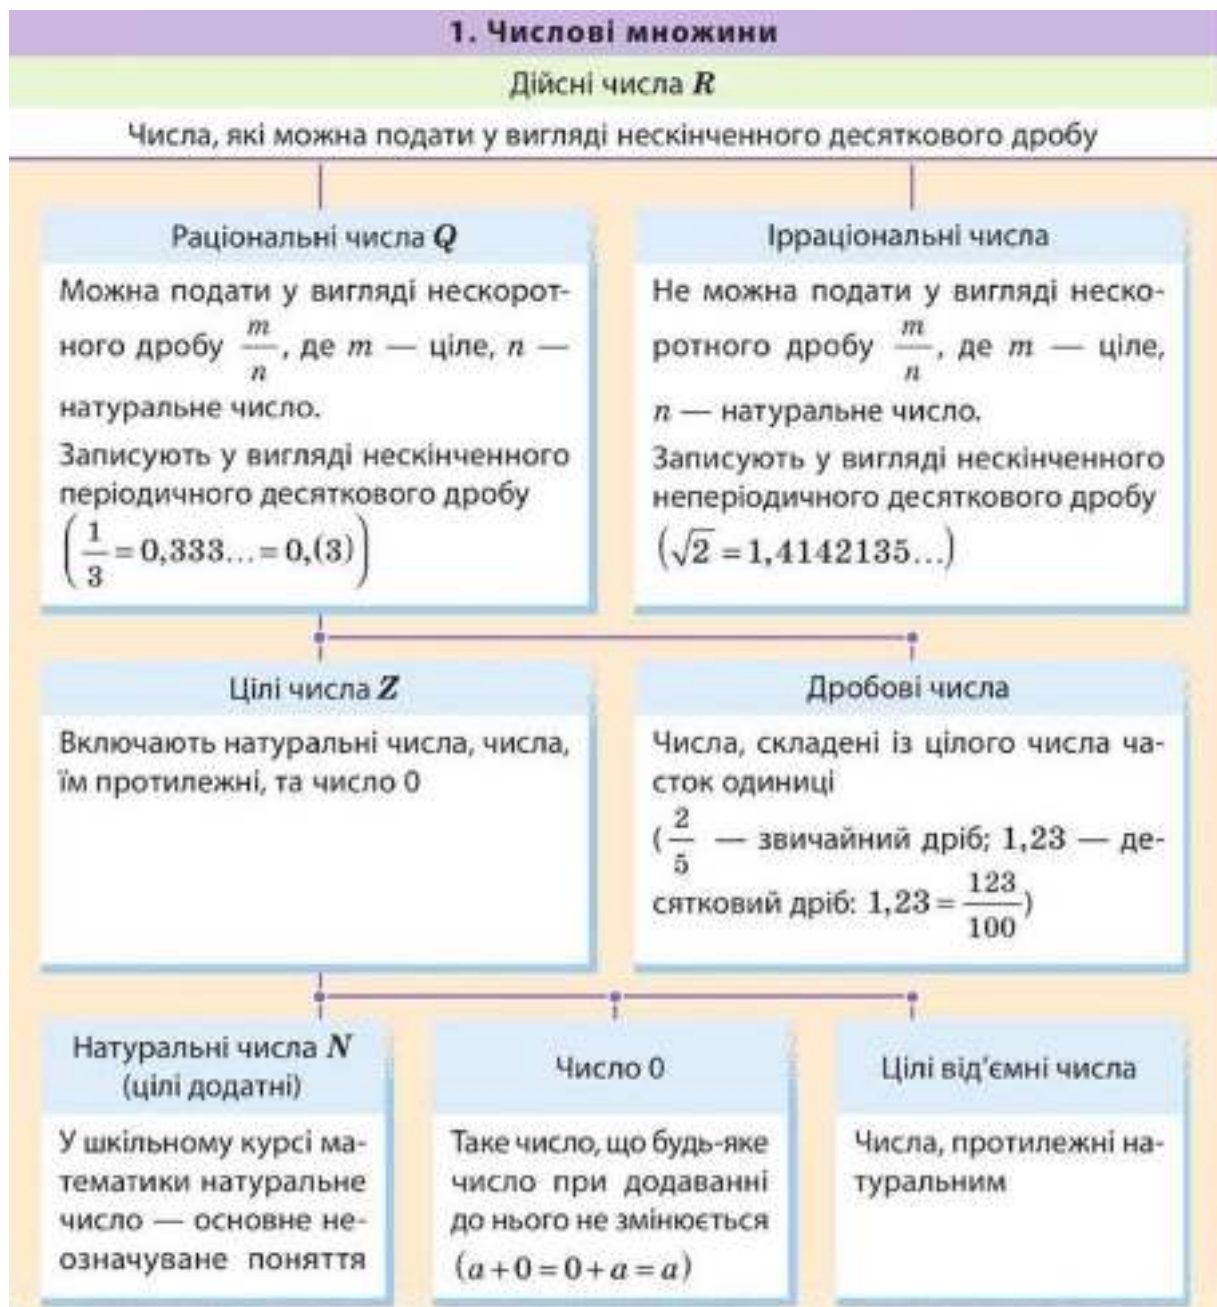 1. Числові множини
Дійсні числа R
Числа, які можна подати у вигляді нескінченного десяткового дробу
Раціональні числа Q
Можна подати у вигляді нескорот-
ного дробу m/n, де m — ціле, n —
натуральне число.
Записують у вигляді нескінченного
періодичного десяткового дробу
(1/3 = 0,333... = 0,(3))
Ірраціональні числа
Не можна подати у вигляді неско-
ротного дробу m/n, де m — ціле,
n — натуральне число.
Записують у вигляді нескінченного
неперіодичного десяткового дробу
(√2 = 1,4142135...)
Цілі числа Z
Включають натуральні числа, числа,
їм протилежні, та число 0
Дробові числа
Числа, складені із цілого числа ча-
сток одиниці
(2/5 — звичайний дріб; 1,23 — де-
сятковий дріб: 1,23 = 123/100)
Натуральні числа N
(цілі додатні)
У шкільному курсі ма-
тематики натуральне
число — основне не-
означуване поняття
Число 0
Таке число, що будь-яке
число при додаванні
до нього не змінюється
(a + 0 = 0 + a = a)
Цілі від’ємні числа
Числа, протилежні на-
туральним